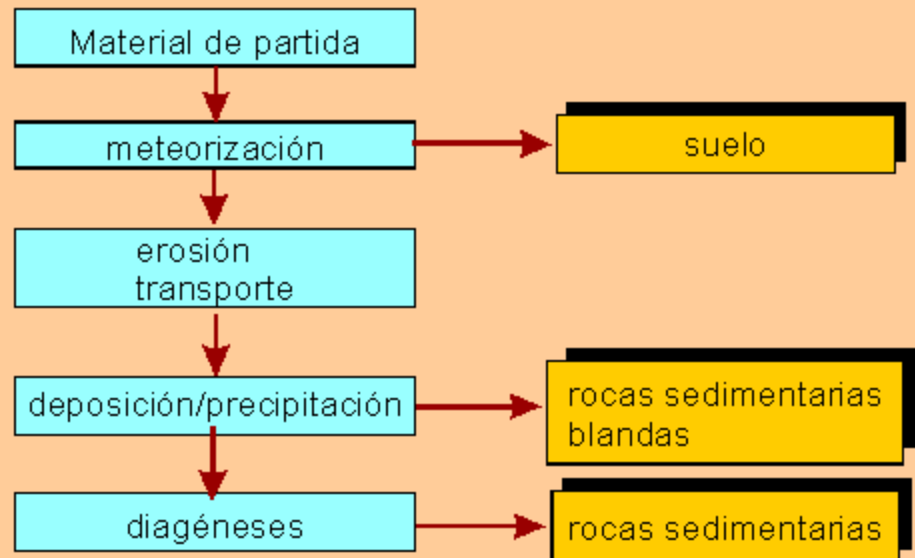 Material de partida
meteorización
suelo
erosión
transporte
deposición/precipitación
rocas sedimentarias
blandas
diagéneses
rocas sedimentarias